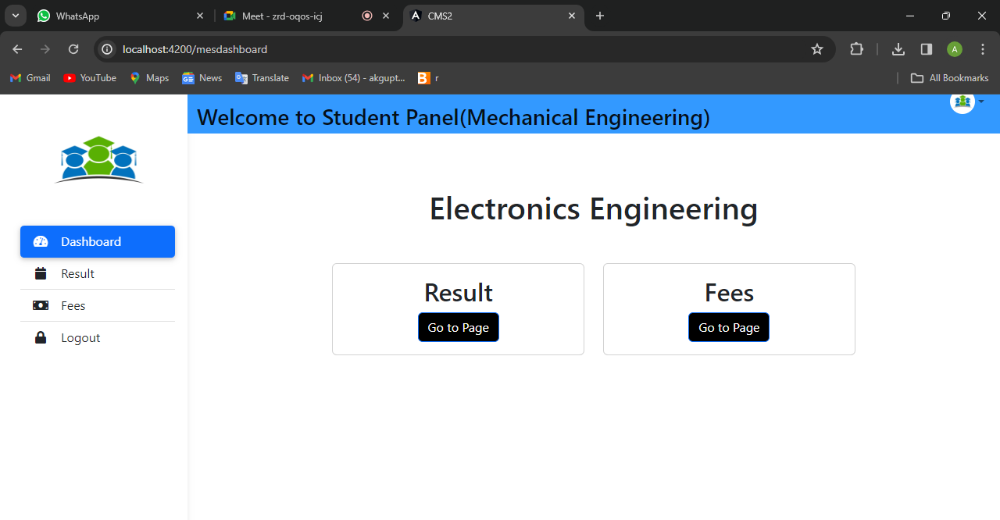 WhatsApp
Meet - zrd-oqos-icj
CMS2
localhost:4200/mesdashboard
A
Gmail
YouTube
Maps
News
Translate
Inbox (54) - akgupt...
r
All Bookmarks
Welcome to Student Panel(Mechanical Engineering)
Dashboard
Result
Fees
Logout
Electronics Engineering
Result
Go to Page
Fees
Go to Page